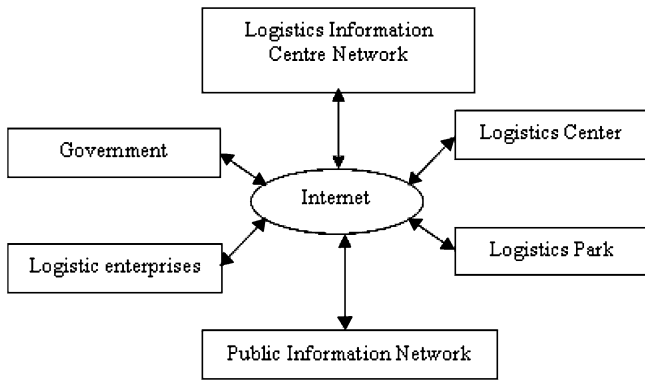 Logistics Information
Centre Network
Government
Logistics Center
Internet
Logistic enterprises
Logistics Park
Public Information Network